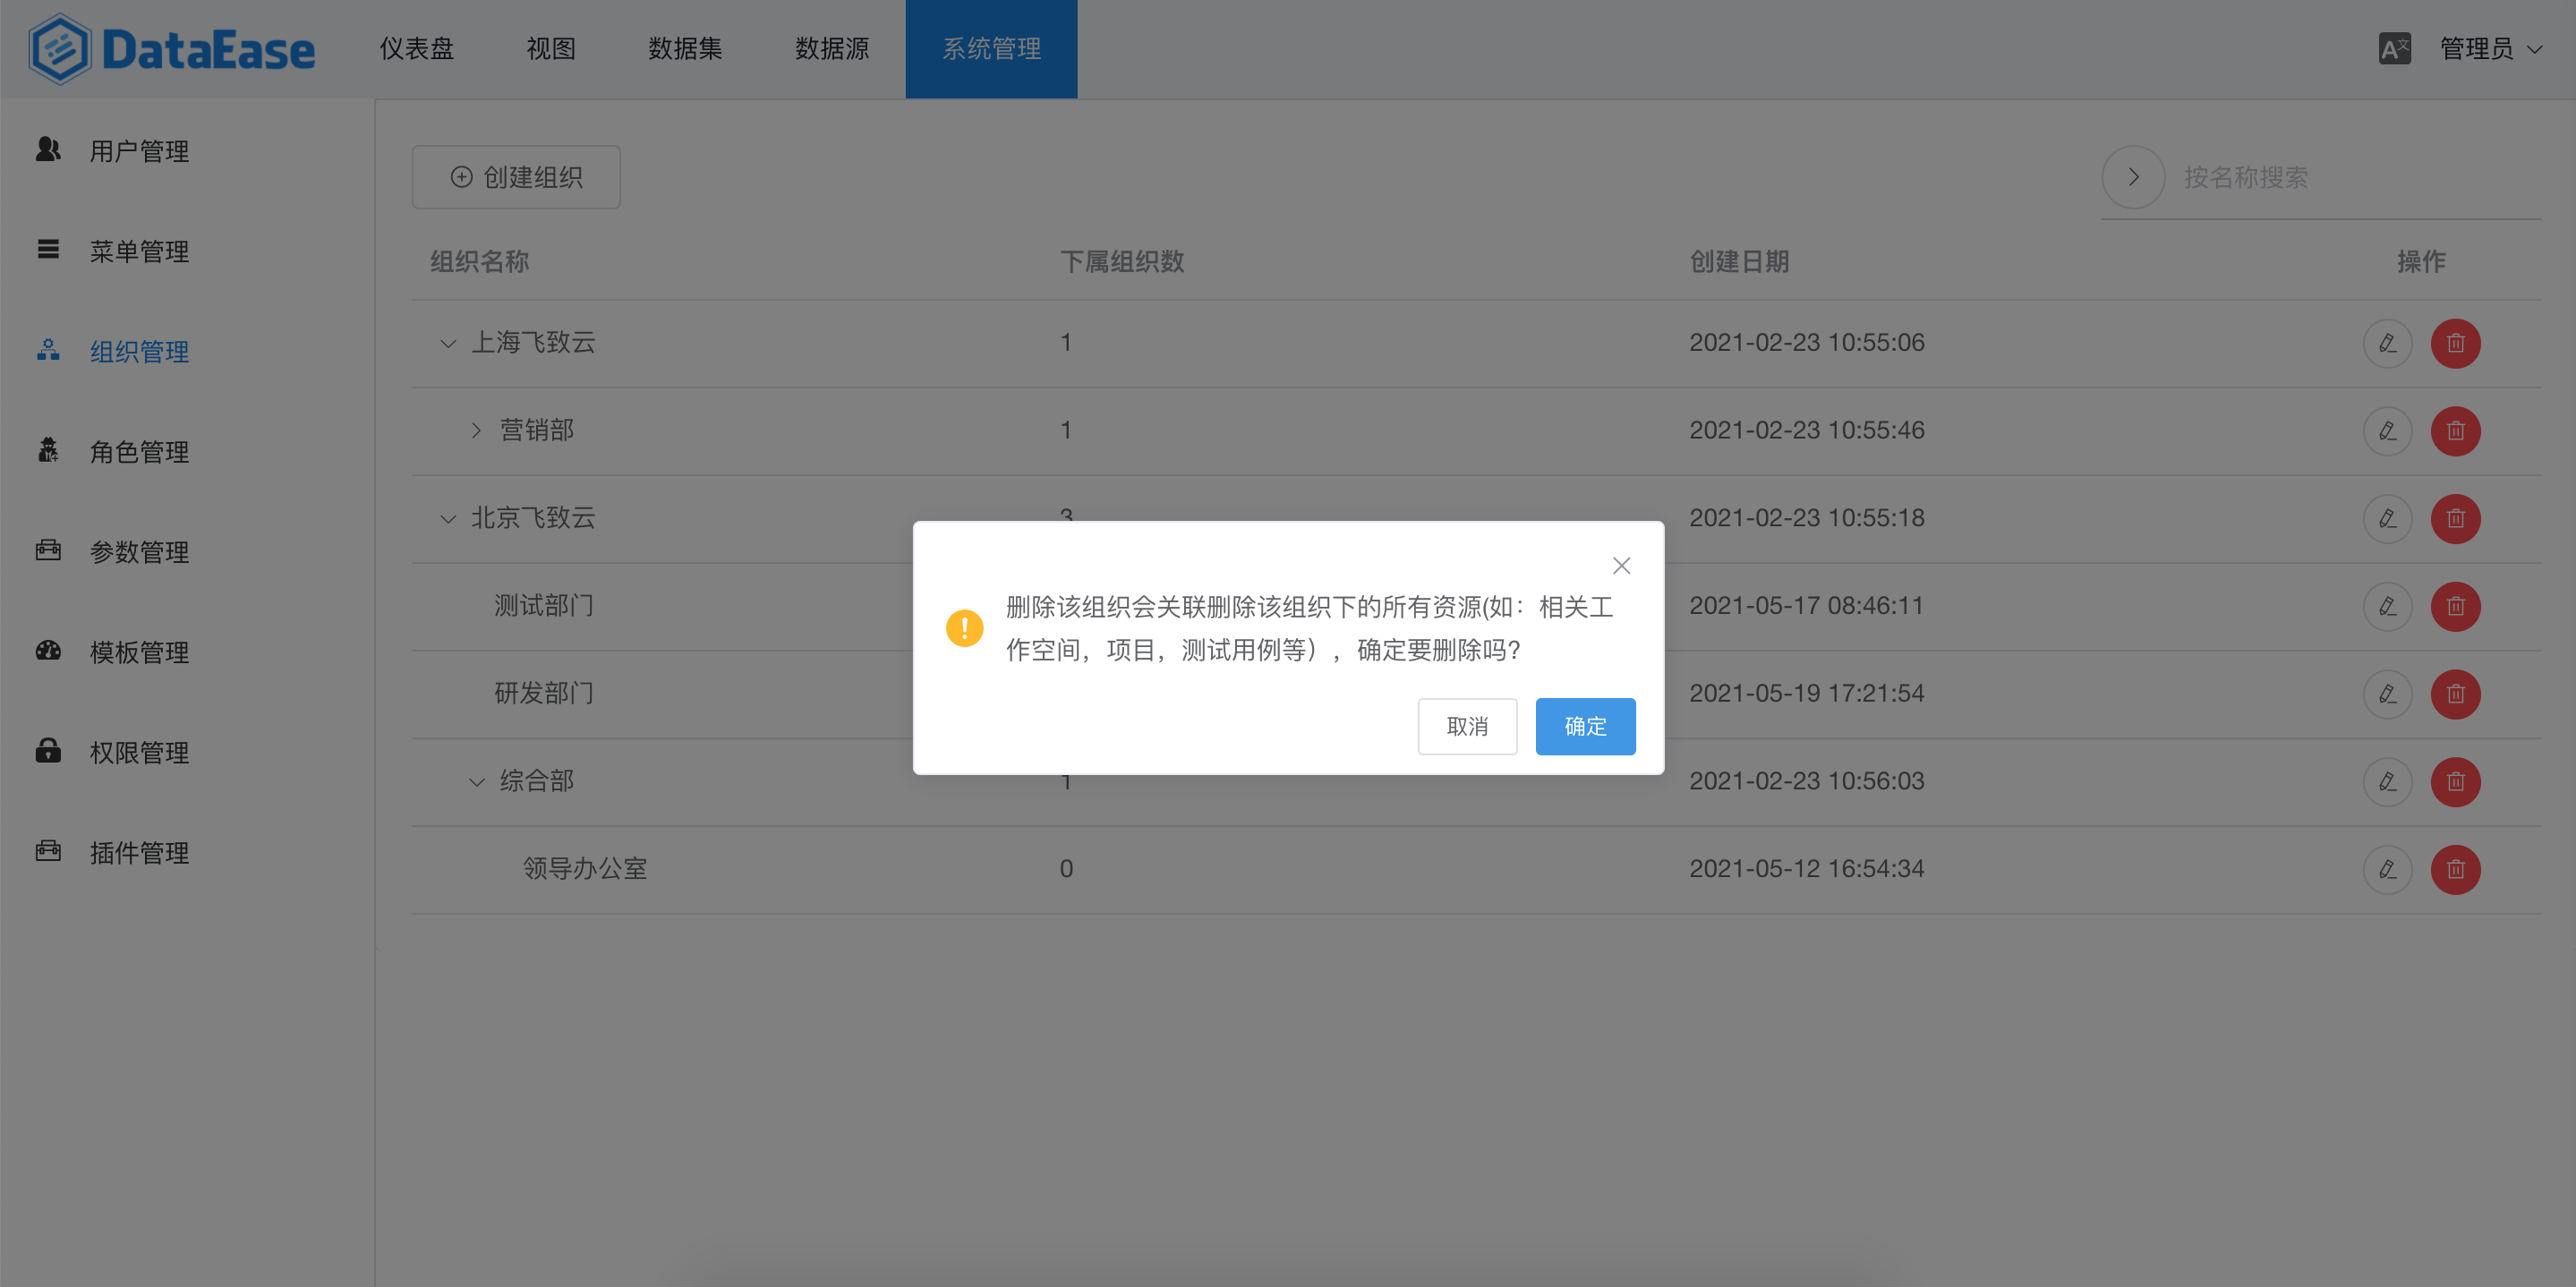 DataEase 仪表盘 视图 数据集 数据源 系统管理 管理员
用户管理
菜单管理
组织管理
角色管理
参数管理
模板管理
权限管理
插件管理
创建组织 按名称搜索
组织名称 下属组织数 创建日期 操作
上海飞致云 1 2021-02-23 10:55:06
营销部 1 2021-02-23 10:55:46
北京飞致云 3 2021-02-23 10:55:18
测试部门 2021-05-17 08:46:11
研发部门 2021-05-19 17:21:54
综合部 1 2021-02-23 10:56:03
领导办公室 0 2021-05-12 16:54:34
删除该组织会关联删除该组织下的所有资源(如：相关工
作空间，项目，测试用例等），确定要删除吗?
取消 确定